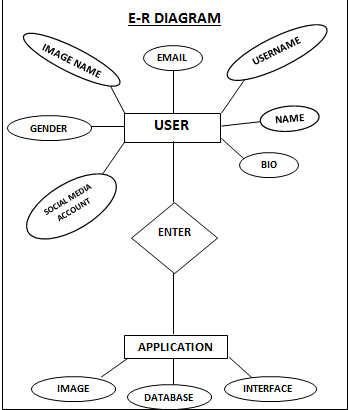 E-R DIAGRAM
IMAGE NAME
EMAIL
USERNAME
GENDER
USER
NAME
BIO
SOCIAL MEDIA
ACCOUNT
ENTER
APPLICATION
IMAGE
DATABASE
INTERFACE